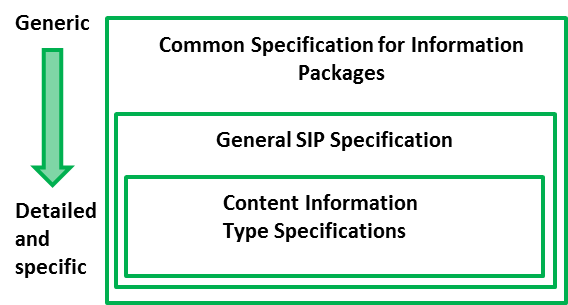 Generic
Common Specification for Information
Packages
General SIP Specification
Content Information
Type Specifications
Detailed
and
specific